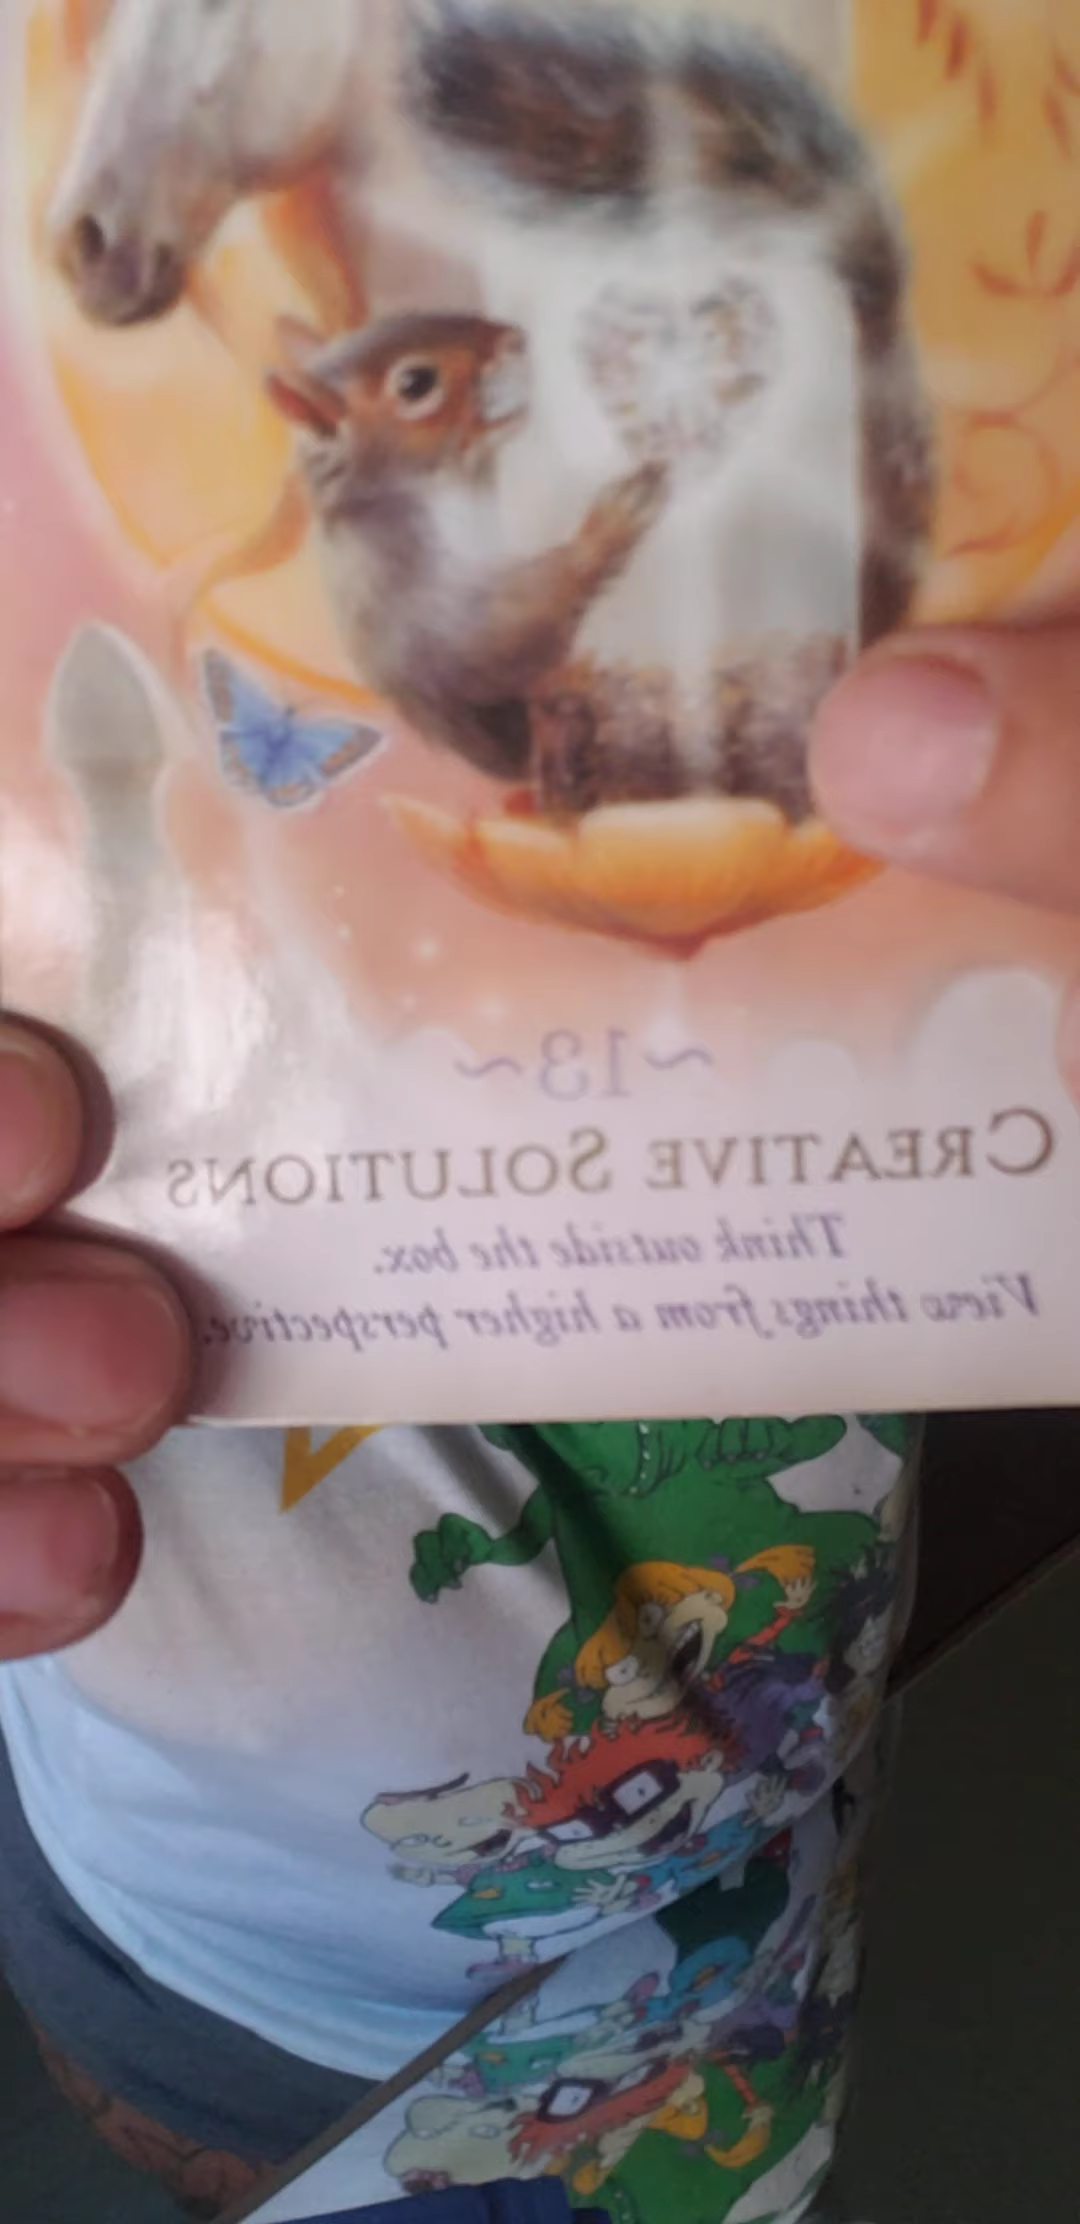 ~13~
CREATIVE SOLUTIONS
Think outside the box.
View things from a higher perspective.